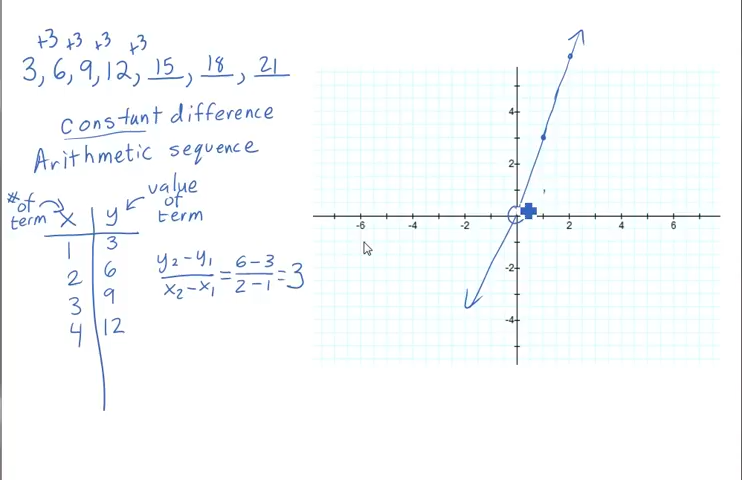 +3 +3 +3 +3
3, 6, 9, 12, 15, 18, 21
constant difference
Arithmetic sequence
# of term
value of term
x y
1 3
2 6
3 9
4 12
y₂-y₁/x₂-x₁ = 6-3/2-1 = 3
4
2
-6 -4 -2 2 4 6
-2
-4